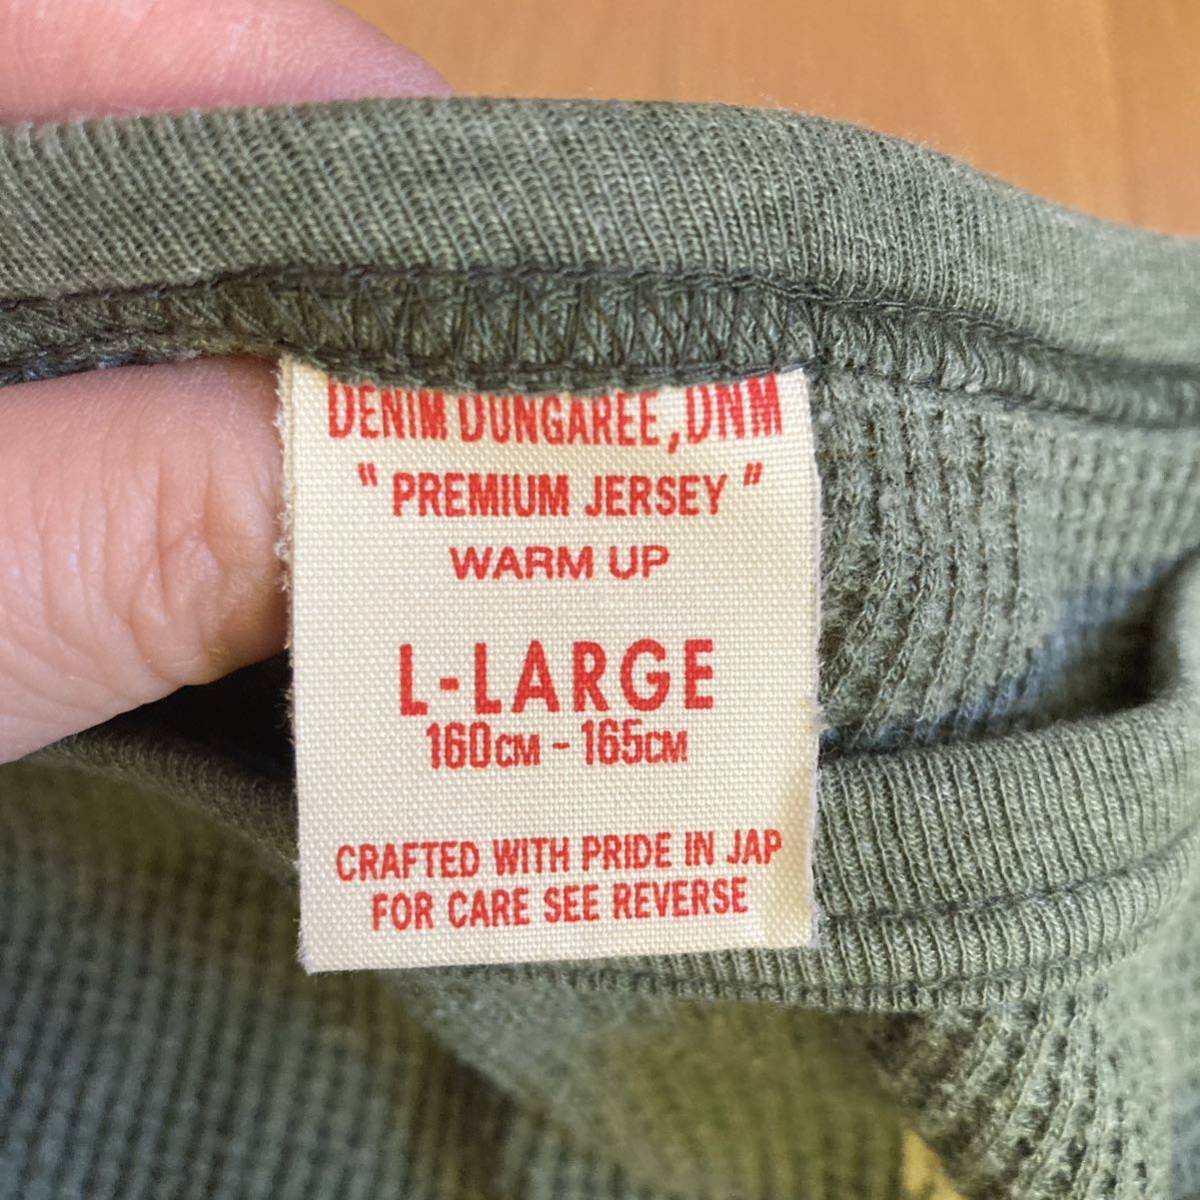 DENIM DUNGAREE, DNM
" PREMIUM JERSEY "
WARM UP
L-LARGE
160CM - 165CM
CRAFTED WITH PRIDE IN JAP
FOR CARE SEE REVERSE